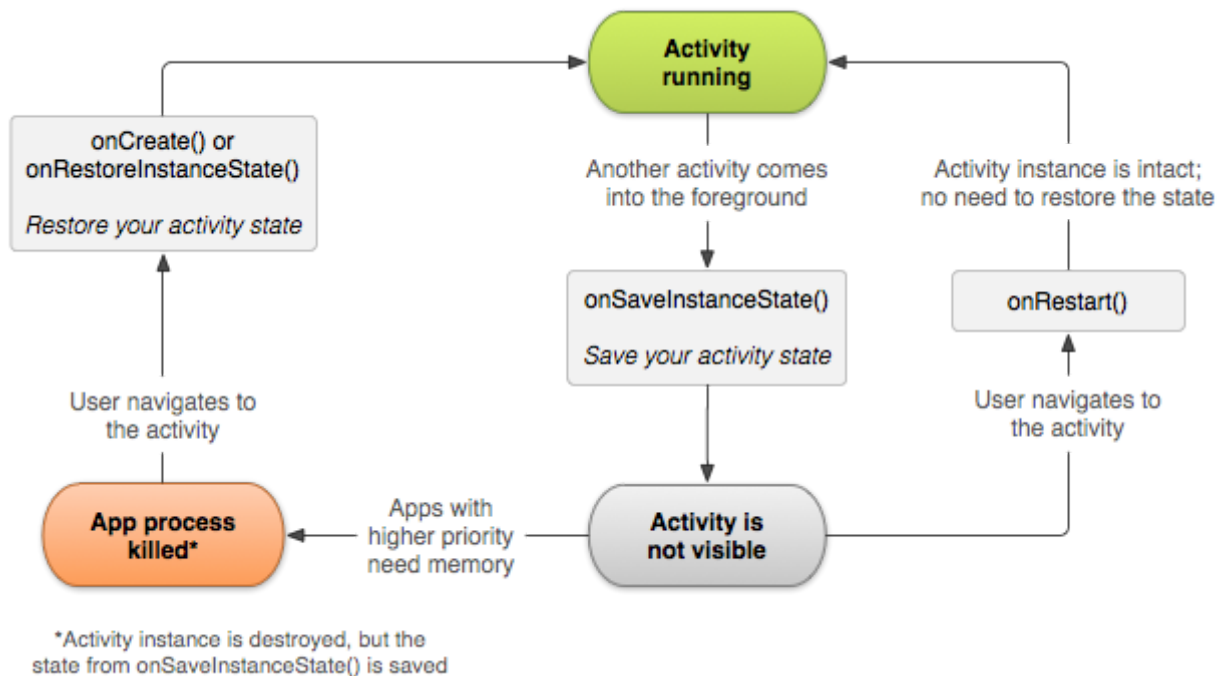 Activity
running
onCreate() or
onRestoreInstanceState()
Restore your activity state
Another activity comes
into the foreground
Activity instance is intact;
no need to restore the state
onSaveInstanceState()
Save your activity state
onRestart()
User navigates to
the activity
User navigates to
the activity
App process
killed*
Apps with
higher priority
need memory
Activity is
not visible
*Activity instance is destroyed, but the
state from onSaveInstanceState() is saved